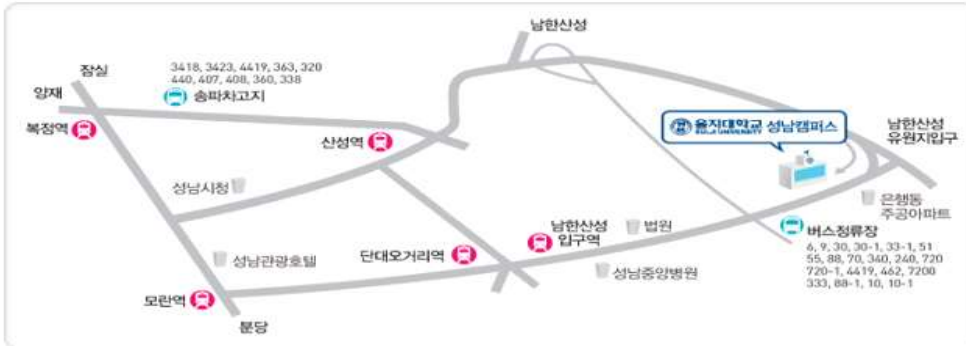 남한산성
잠실
3418, 3423, 4419, 363, 320
440, 407, 408, 360, 338
송파차고지
양재
복정역
산성역
을지대학교 성남캠퍼스
EULJI UNIVERSITY
남한산성
유원지입구
성남시청
은행동
주공아파트
남한산성
입구역
법원
버스정류장
6, 9, 30, 30-1, 33-1, 51
55, 88, 70, 340, 240, 720
720-1, 4419, 462, 7200
333, 88-1, 10, 10-1
성남관광호텔
단대오거리역
성남중앙병원
모란역
분당